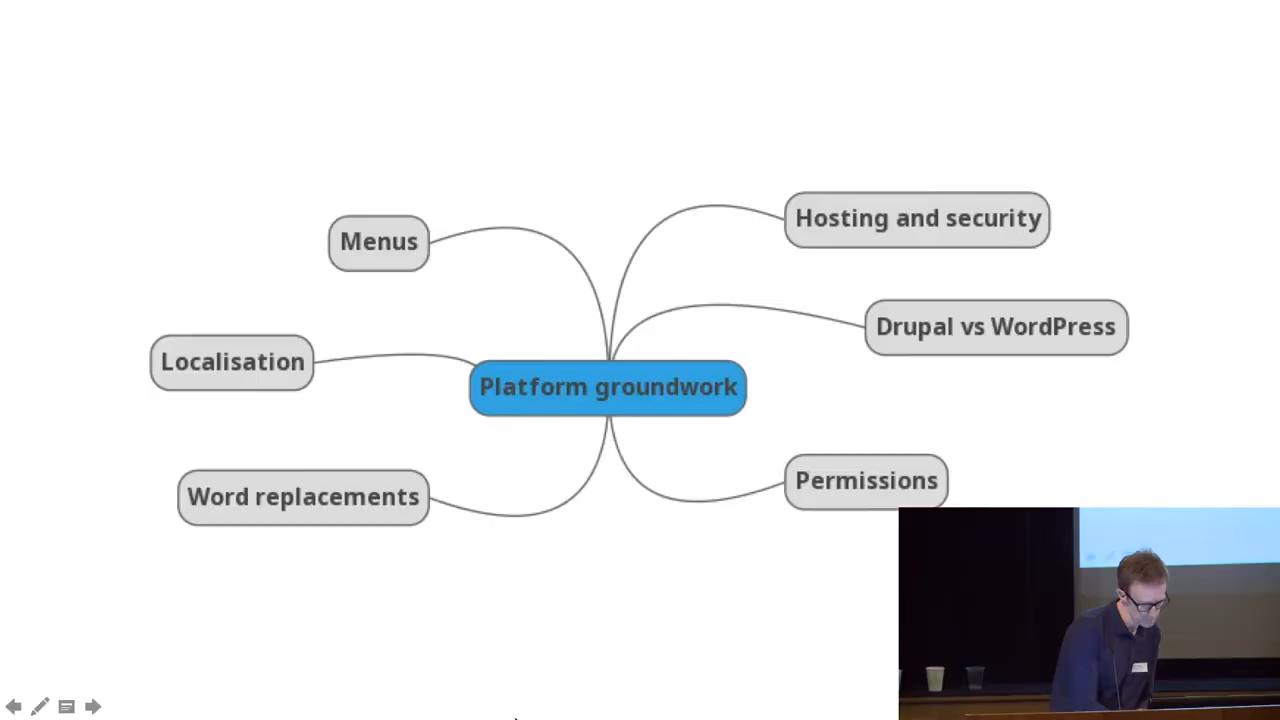 Menus
Hosting and security
Drupal vs WordPress
Localisation
Platform groundwork
Word replacements
Permissions